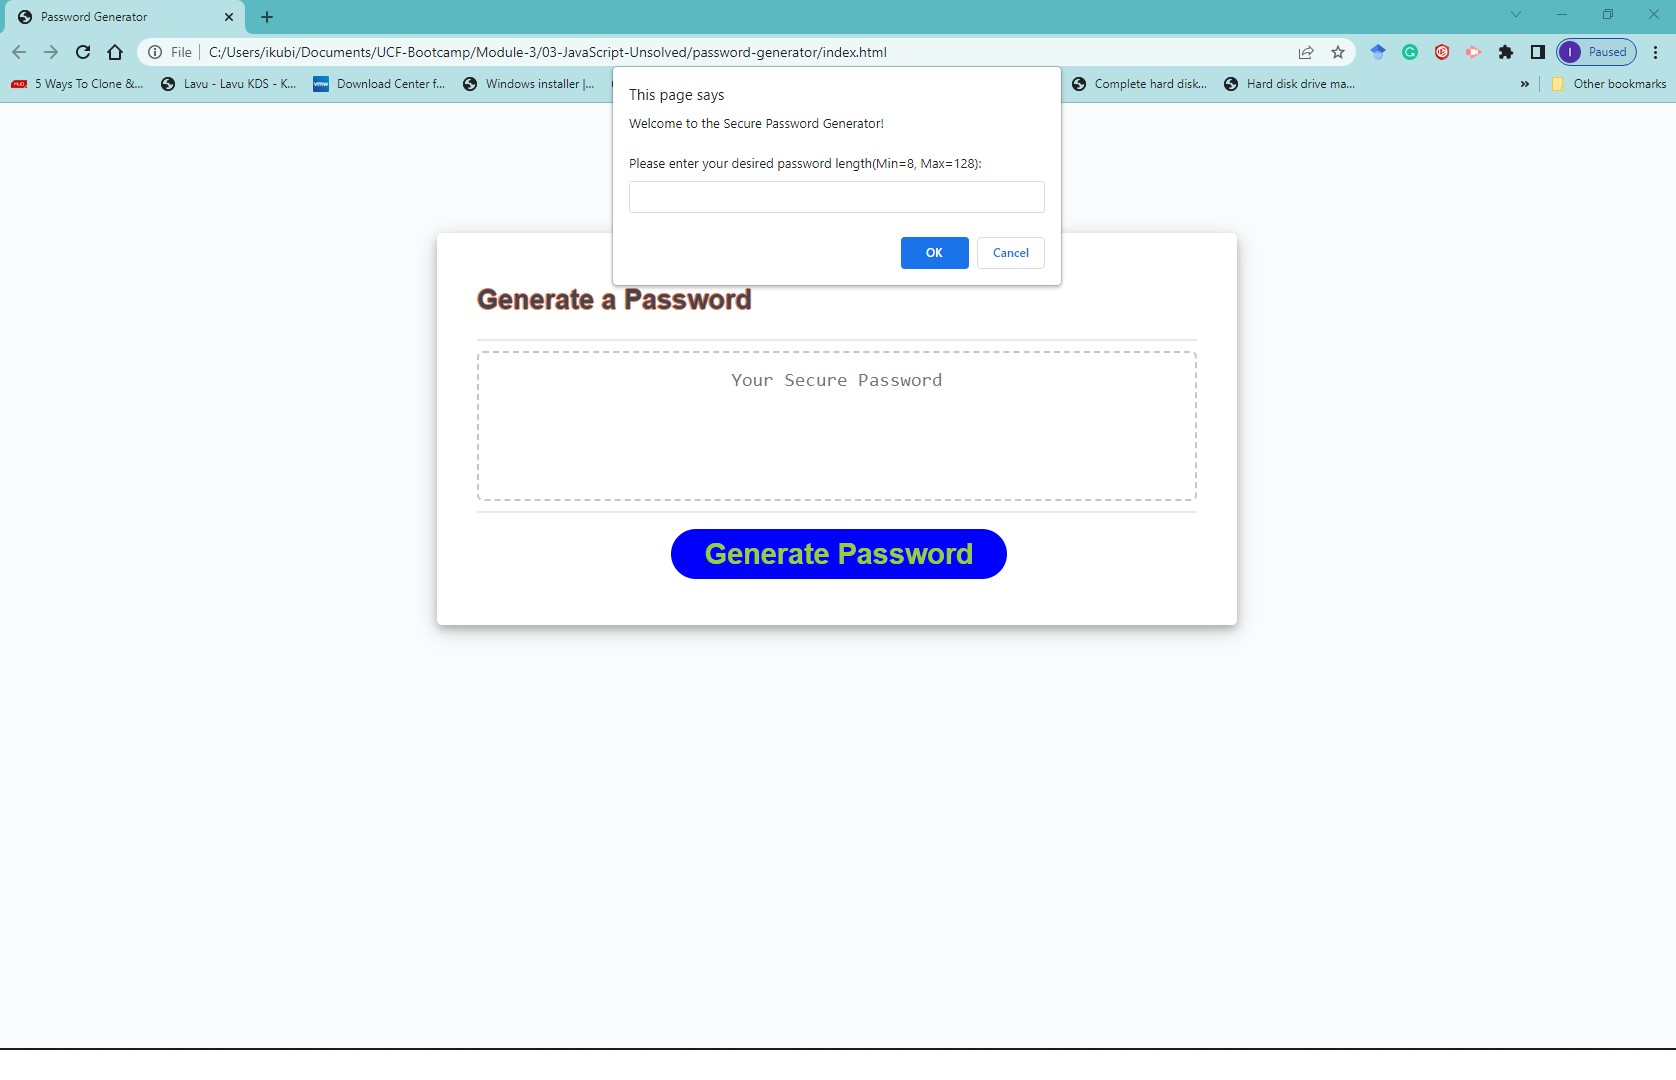 Password Generator
File
C:/Users/ikubi/Documents/UCF-Bootcamp/Module-3/03-JavaScript-Unsolved/password-generator/index.html
I Paused
5 Ways To Clone &...
Lavu - Lavu KDS - K...
vmw
Download Center f...
Windows installer |...
Complete hard disk...
Hard disk drive ma...
»
Other bookmarks
This page says
Welcome to the Secure Password Generator!
Please enter your desired password length(Min=8, Max=128):
OK
Cancel
Generate a Password
Your Secure Password
Generate Password